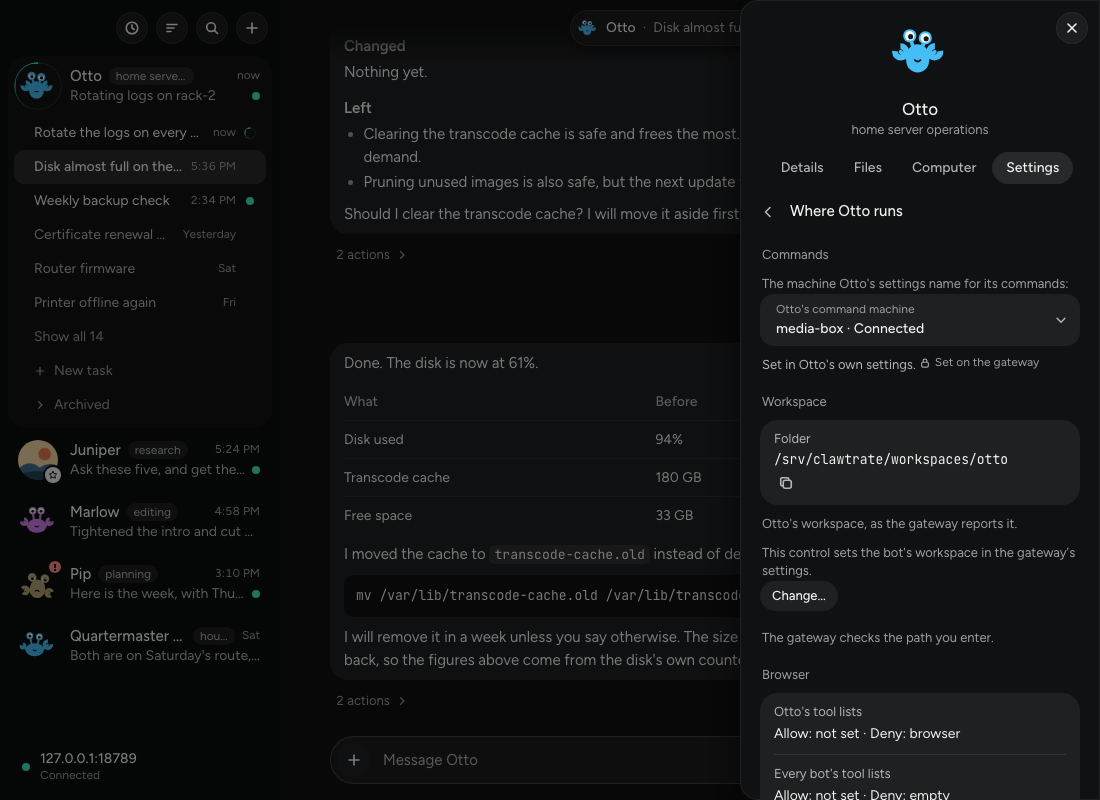 Otto home serve... now
Rotating logs on rack-2
Rotate the logs on every ... now
Disk almost full on the... 5:36 PM
Weekly backup check 2:34 PM
Certificate renewal ... Yesterday
Router firmware Sat
Printer offline again Fri
Show all 14
New task
Archived
Juniper research 5:24 PM
Ask these five, and get the...
Marlow editing 4:58 PM
Tightened the intro and cut ...
Pip planning 3:10 PM
Here is the week, with Thu...
Quartermaster ... hou... Sat
Both are on Saturday's route,...
127.0.0.1:18789
Connected
Otto · Disk almost fu
Changed
Nothing yet.
Left
Clearing the transcode cache is safe and frees the most.
demand.
Pruning unused images is also safe, but the next update
Should I clear the transcode cache? I will move it aside first
2 actions
Done. The disk is now at 61%.
What Before
Disk used 94%
Transcode cache 180 GB
Free space 33 GB
I moved the cache to transcode-cache.old instead of de
mv /var/lib/transcode-cache.old /var/lib/transcod
I will remove it in a week unless you say otherwise. The size
back, so the figures above come from the disk's own count
2 actions
Message Otto
Otto
home server operations
Details Files Computer Settings
Where Otto runs
Commands
The machine Otto's settings name for its commands:
Otto's command machine
media-box · Connected
Set in Otto's own settings. Set on the gateway
Workspace
Folder
/srv/clawtrate/workspaces/otto
Otto's workspace, as the gateway reports it.
This control sets the bot's workspace in the gateway's
settings.
Change...
The gateway checks the path you enter.
Browser
Otto's tool lists
Allow: not set · Deny: browser
Every bot's tool lists
Allow: not set · Deny: empty